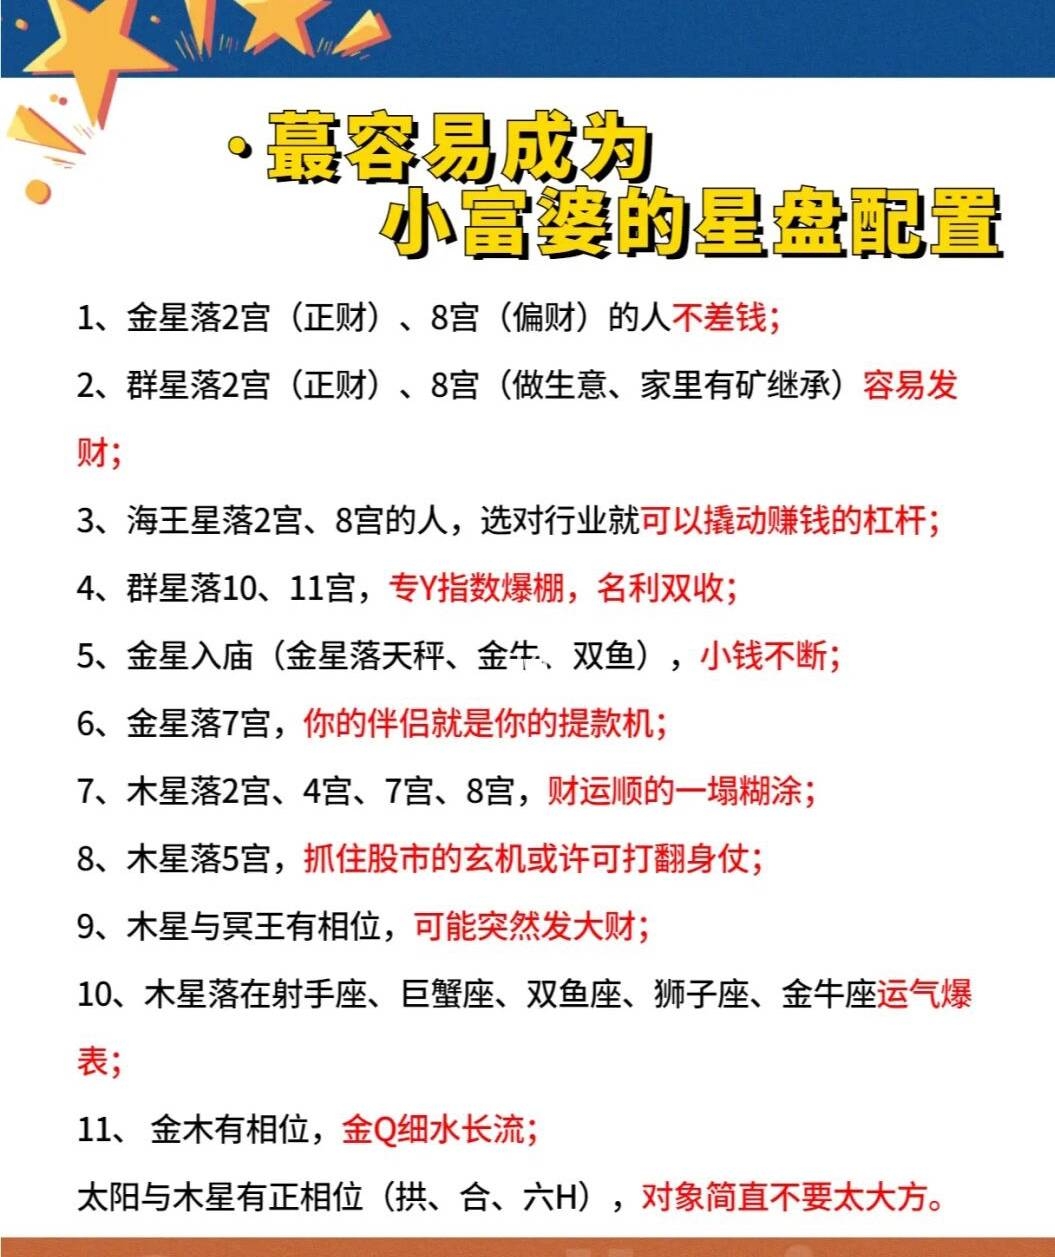 ·蕞容易成为
小富婆的星盘配置
1、金星落2宫（正财）、8宫（偏财）的人不差钱；
2、群星落2宫（正财）、8宫（做生意、家里有矿继承）容易发
财；
3、海王星落2宫、8宫的人，选对行业就可以撬动赚钱的杠杆；
4、群星落10、11宫，专Y指数爆棚，名利双收；
5、金星入庙（金星落天秤、金牛、双鱼），小钱不断；
6、金星落7宫，你的伴侣就是你的提款机；
7、木星落2宫、4宫、7宫、8宫，财运顺的一塌糊涂；
8、木星落5宫，抓住股市的玄机或许可打翻身仗；
9、木星与冥王有相位，可能突然发大财；
10、木星落在射手座、巨蟹座、双鱼座、狮子座、金牛座运气爆
表；
11、 金木有相位，金Q细水长流；
太阳与木星有正相位（拱、合、六H），对象简直不要太大方。